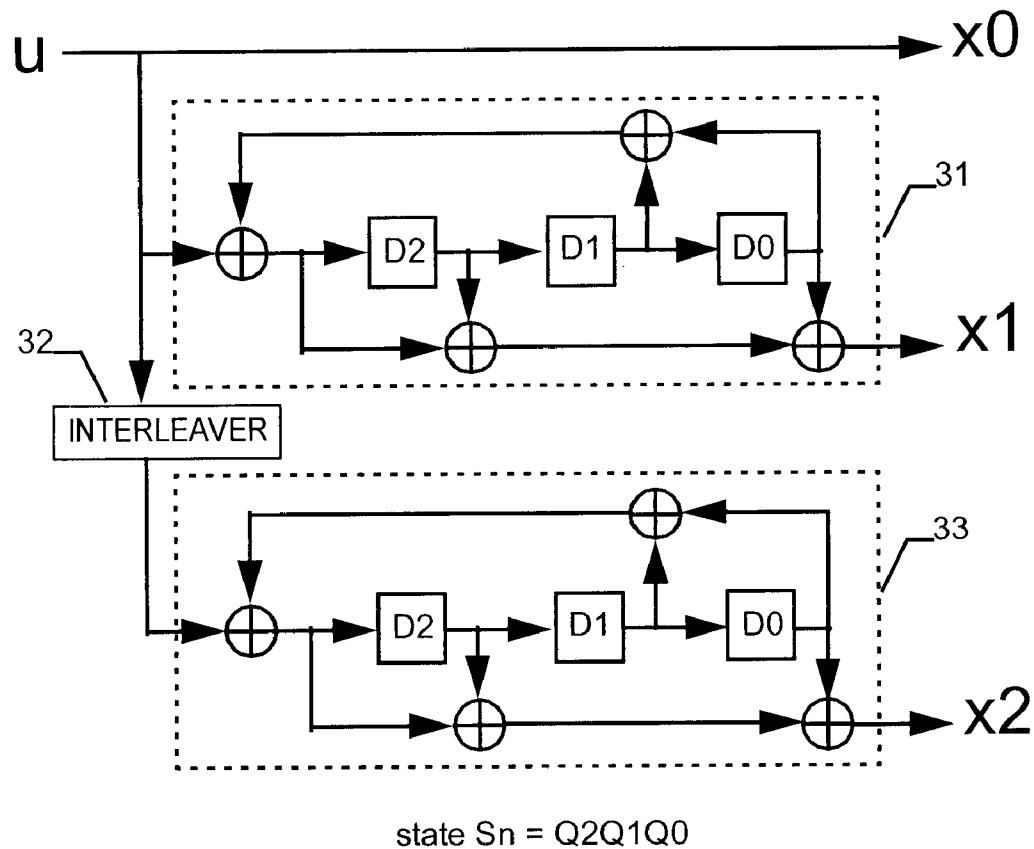 u
x0
31
D2
D1
D0
x1
32
INTERLEAVER
33
D2
D1
D0
x2
state Sn = Q2Q1Q0